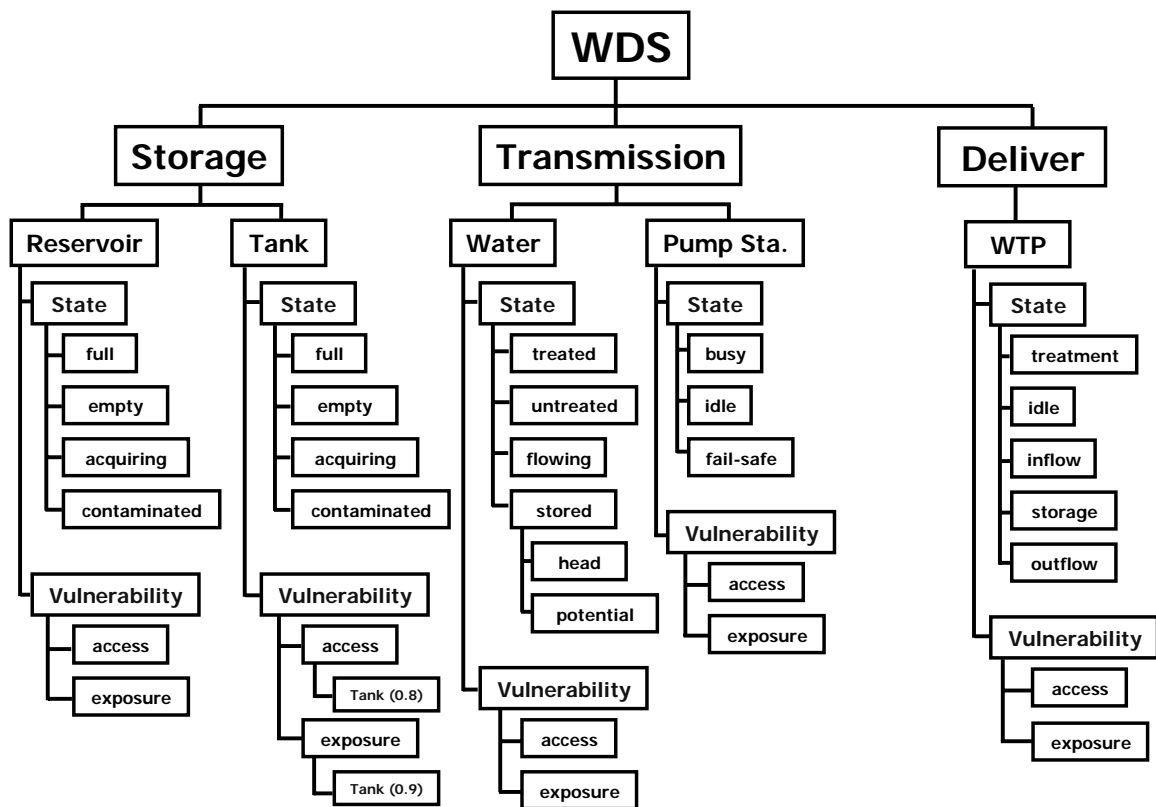 WDS
Storage
Transmission
Deliver
Reservoir
Tank
Water
Pump Sta.
WTP
State
full
empty
acquiring
contaminated
Vulnerability
access
exposure
State
full
empty
acquiring
contaminated
Vulnerability
access
Tank (0.8)
exposure
Tank (0.9)
State
treated
untreated
flowing
stored
head
potential
Vulnerability
access
exposure
State
busy
idle
fail-safe
Vulnerability
access
exposure
State
treatment
idle
inflow
storage
outflow
Vulnerability
access
exposure